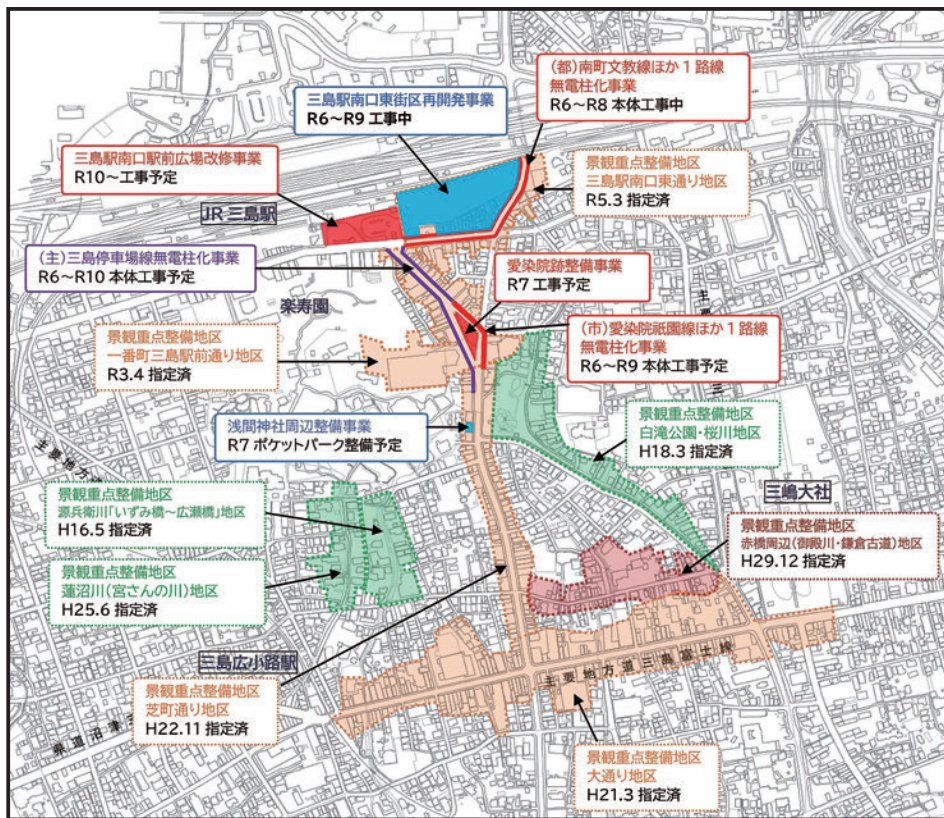 (都)南町文教線ほか1路線
無電柱化事業
R6～R8 本体工事中
三島駅南口東街区再開発事業
R6～R9 工事中
三島駅南口駅前広場改修事業
R10～工事予定
景観重点整備地区
三島駅南口東通り地区
R5.3 指定済
JR 三島駅
(主)三島停車場線無電柱化事業
R6～R10 本体工事予定
愛染院跡整備事業
R7 工事予定
楽寿園
(市)愛染院祇園線ほか1路線
無電柱化事業
R6～R9 本体工事予定
景観重点整備地区
一番町三島駅前通り地区
R3.4 指定済
景観重点整備地区
白滝公園・桜川地区
H18.3 指定済
浅間神社周辺整備事業
R7 ポケットパーク整備予定
主要地方
三嶋大社
景観重点整備地区
源兵衛川「いずみ橋～広瀬橋」地区
H16.5 指定済
景観重点整備地区
赤橋周辺(御殿川・鎌倉古道)地区
H29.12 指定済
景観重点整備地区
蓮沼川(宮さんの川)地区
H25.6 指定済
三島広小路駅
主要地方道三島富士線
景観重点整備地区
芝町通り地区
H22.11 指定済
県道沼津三
景観重点整備地区
大通り地区
H21.3 指定済